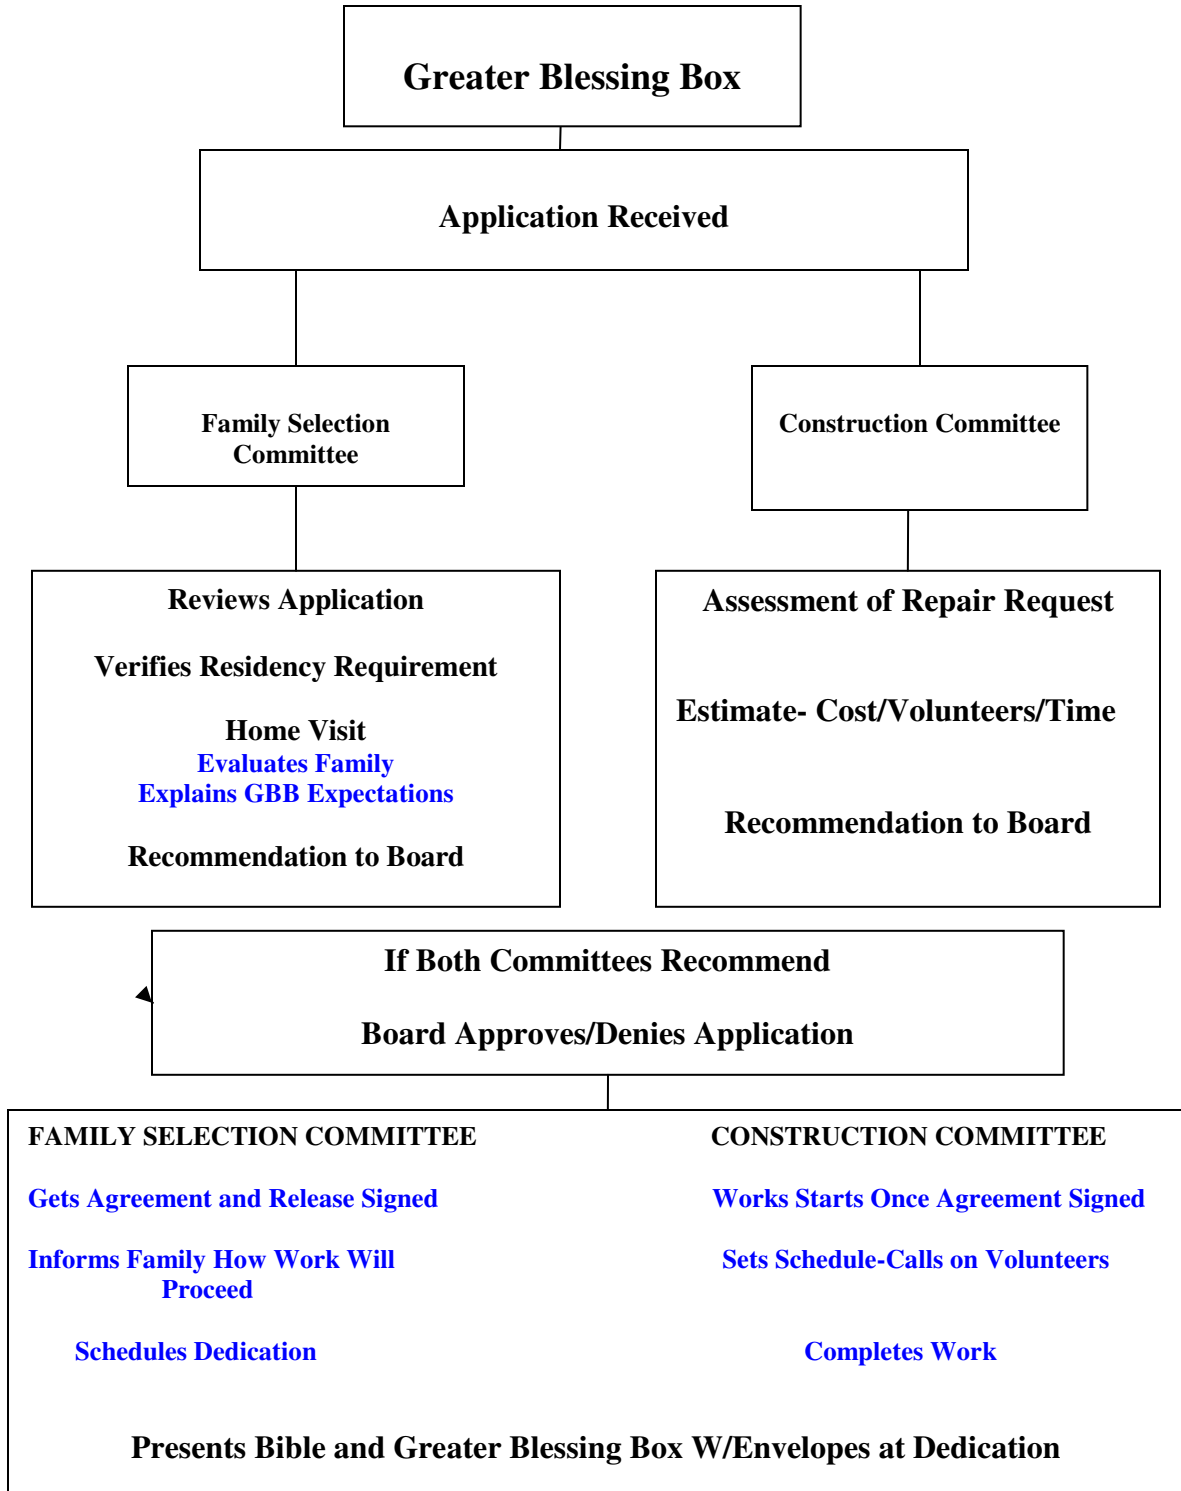 Greater Blessing Box
Application Received
Family Selection
Committee
Construction Committee
Reviews Application
Verifies Residency Requirement
Home Visit
Evaluates Family
Explains GBB Expectations
Recommendation to Board
Assessment of Repair Request
Estimate- Cost/Volunteers/Time
Recommendation to Board
If Both Committees Recommend
Board Approves/Denies Application
FAMILY SELECTION COMMITTEE
Gets Agreement and Release Signed
Informs Family How Work Will
Proceed
Schedules Dedication
CONSTRUCTION COMMITTEE
Works Starts Once Agreement Signed
Sets Schedule-Calls on Volunteers
Completes Work
Presents Bible and Greater Blessing Box W/Envelopes at Dedication